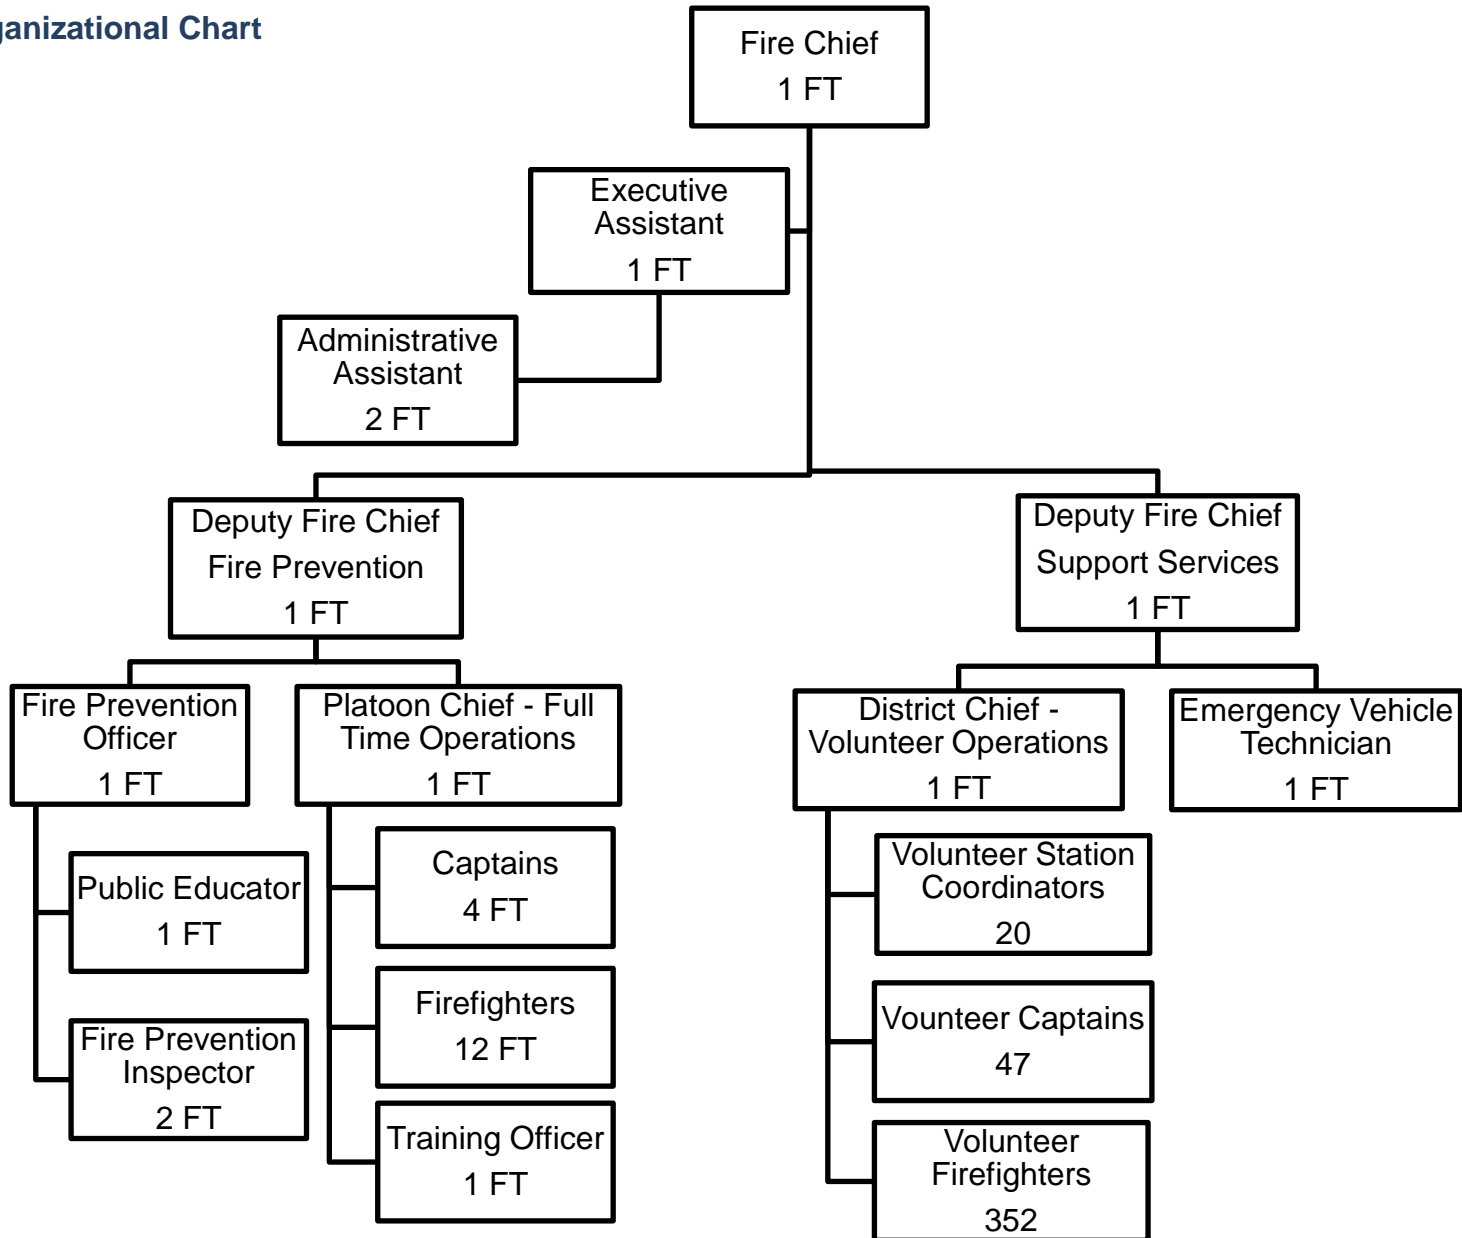 ganizational Chart
Fire Chief
1 FT
Executive
Assistant
1 FT
Administrative
Assistant
2 FT
Deputy Fire Chief
Fire Prevention
1 FT
Deputy Fire Chief
Support Services
1 FT
Fire Prevention
Officer
1 FT
Platoon Chief - Full
Time Operations
1 FT
District Chief -
Volunteer Operations
1 FT
Emergency Vehicle
Technician
1 FT
Public Educator
1 FT
Fire Prevention
Inspector
2 FT
Captains
4 FT
Firefighters
12 FT
Training Officer
1 FT
Volunteer Station
Coordinators
20
Vounteer Captains
47
Volunteer
Firefighters
352